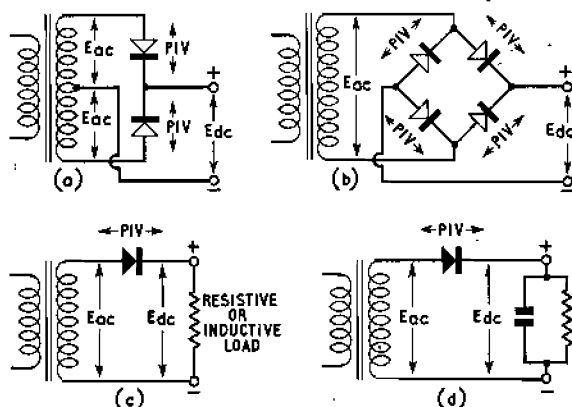 Eac
Eac
PIV
PIV
+
Edc
−
(a)
Eac
PIV
PIV
PIV
PIV
+
Edc
−
(b)
PIV
Eac
Edc
+
RESISTIVE
OR
INDUCTIVE
LOAD
−
(c)
PIV
Eac
Edc
+
−
(d)